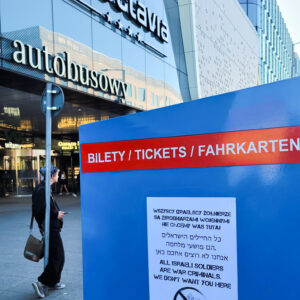 autobusowy
BILETY / TICKETS / FAHRKARTEN
WSZYSCY IZRAELSCY ŻOŁNIERZE
SĄ ZBRODNIARZAMI WOJENNYMI
NIE CHCEMY WAS TUTAJ
כל החיילים הישראלים
הם פושעי מלחמה.
אנחנו לא רוצים אתכם כאן
ALL ISRAELI SOLDIERS
ARE WAR CRIMINALS.
WE DON'T WANT YOU HERE